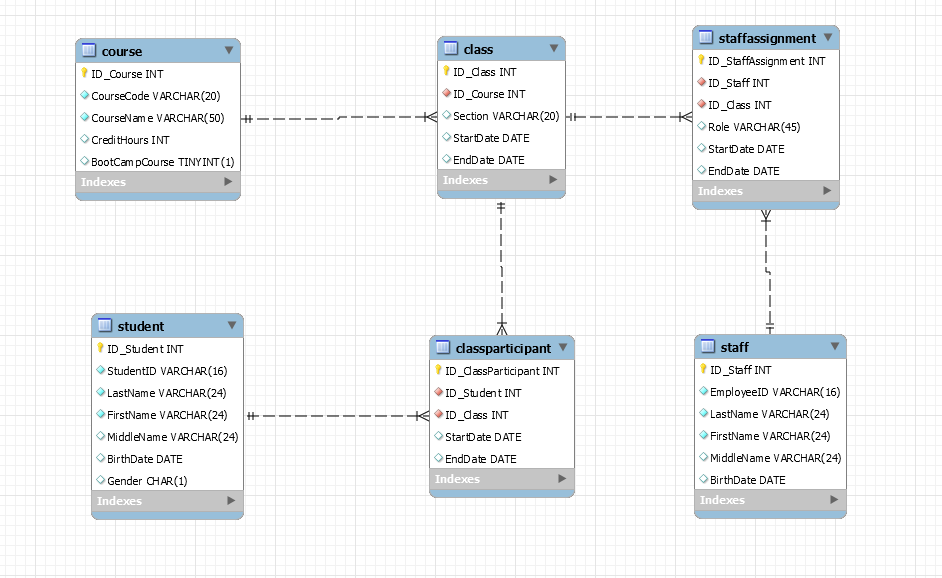 course
ID_Course INT
CourseCode VARCHAR(20)
CourseName VARCHAR(50)
CreditHours INT
BootCampCourse TINYINT(1)
Indexes
class
ID_Class INT
ID_Course INT
Section VARCHAR(20)
StartDate DATE
EndDate DATE
Indexes
staffassignment
ID_StaffAssignment INT
ID_Staff INT
ID_Class INT
Role VARCHAR(45)
StartDate DATE
EndDate DATE
Indexes
student
ID_Student INT
StudentID VARCHAR(16)
LastName VARCHAR(24)
FirstName VARCHAR(24)
MiddleName VARCHAR(24)
BirthDate DATE
Gender CHAR(1)
Indexes
classparticipant
ID_ClassParticipant INT
ID_Student INT
ID_Class INT
StartDate DATE
EndDate DATE
Indexes
staff
ID_Staff INT
EmployeeID VARCHAR(16)
LastName VARCHAR(24)
FirstName VARCHAR(24)
MiddleName VARCHAR(24)
BirthDate DATE
Indexes